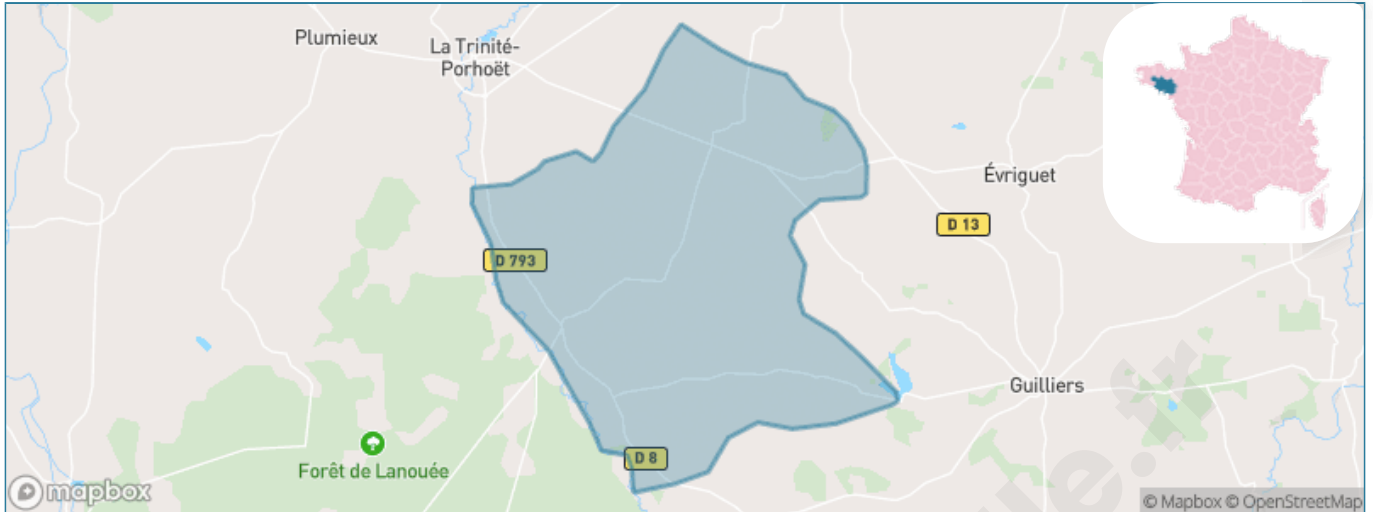 Plumieux
La Trinité-
Porhoët
Évriguet
D 13
D 793
Guilliers
D 8
Forêt de Lanouée
mapbox
© Mapbox © OpenStreetMap